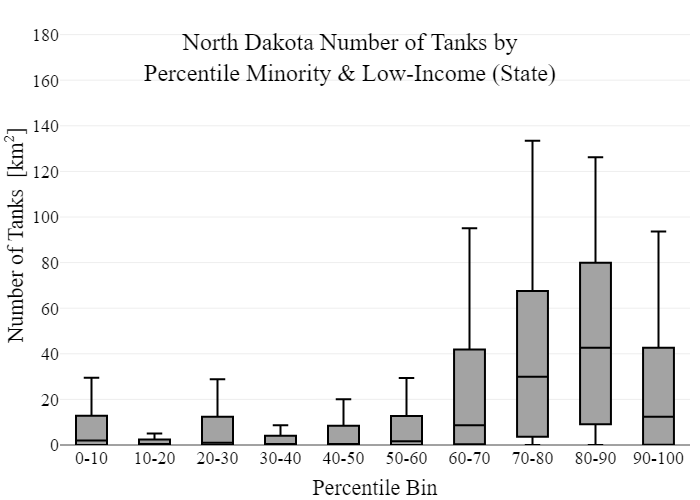 North Dakota Number of Tanks by
Percentile Minority & Low-Income (State)
Number of Tanks [km²]
180
160
140
120
100
80
60
40
20
0
0-10 10-20 20-30 30-40 40-50 50-60 60-70 70-80 80-90 90-100
Percentile Bin